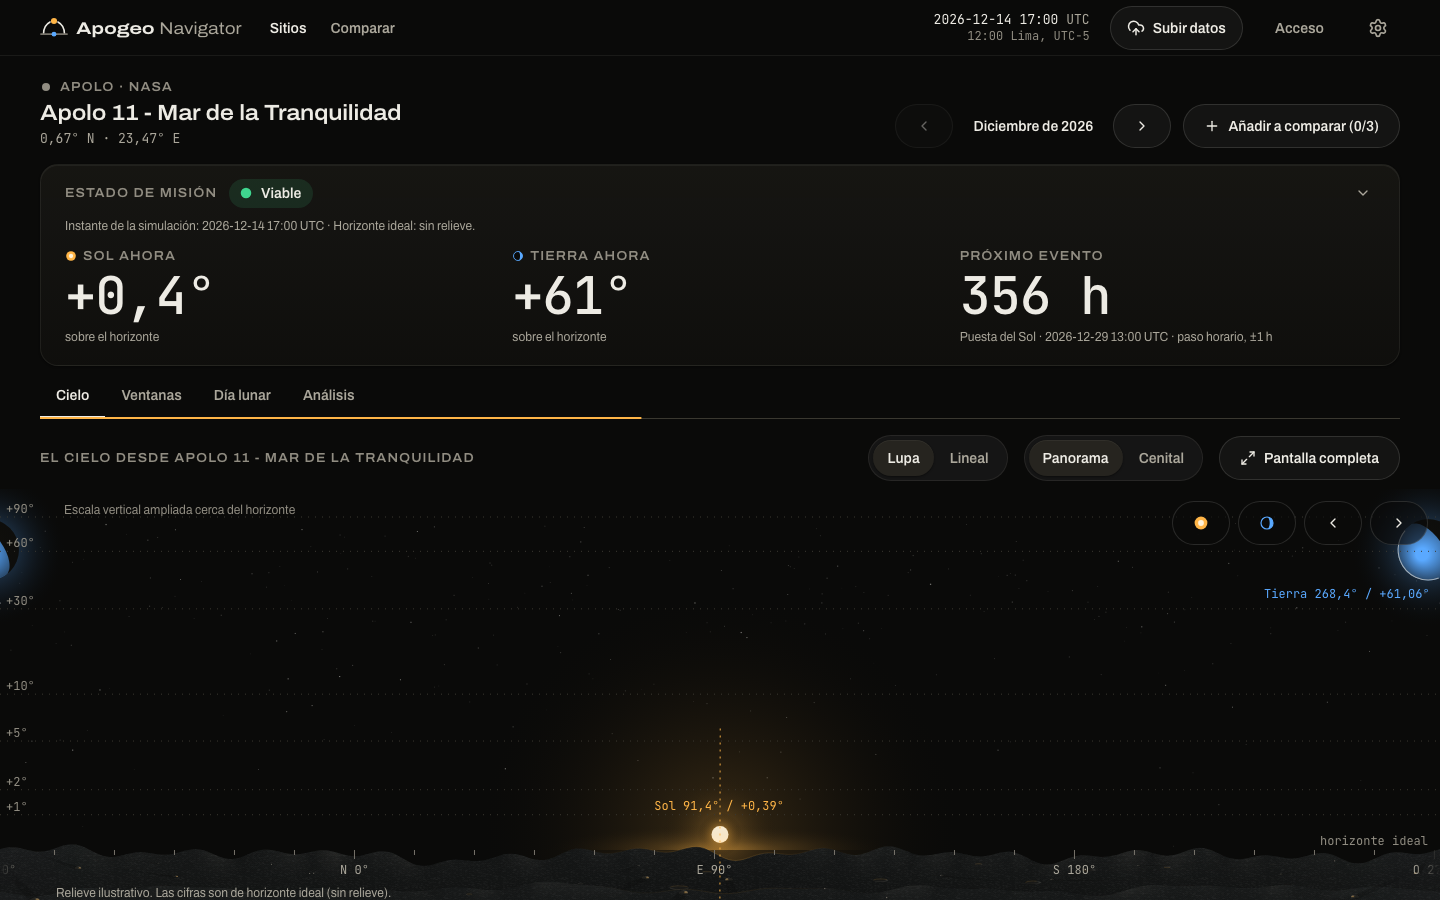 Apogeo Navigator
Sitios
Comparar
2026-12-14 17:00 UTC
12:00 Lima, UTC-5
Subir datos
Acceso
APOLO · NASA
Apolo 11 - Mar de la Tranquilidad
0,67° N · 23,47° E
Diciembre de 2026
Añadir a comparar (0/3)
ESTADO DE MISIÓN
Viable
Instante de la simulación: 2026-12-14 17:00 UTC · Horizonte ideal: sin relieve.
SOL AHORA
+0,4°
sobre el horizonte
TIERRA AHORA
+61°
sobre el horizonte
PRÓXIMO EVENTO
356 h
Puesta del Sol · 2026-12-29 13:00 UTC · paso horario, ±1 h
Cielo
Ventanas
Día lunar
Análisis
EL CIELO DESDE APOLO 11 - MAR DE LA TRANQUILIDAD
Lupa
Lineal
Panorama
Cenital
Pantalla completa
+90°
Escala vertical ampliada cerca del horizonte
+60°
Tierra 268,4° / +61,06°
+30°
+10°
+5°
+2°
+1°
Sol 91,4° / +0,39°
horizonte ideal
N 0°
E 90°
S 180°
Relieve ilustrativo. Las cifras son de horizonte ideal (sin relieve).